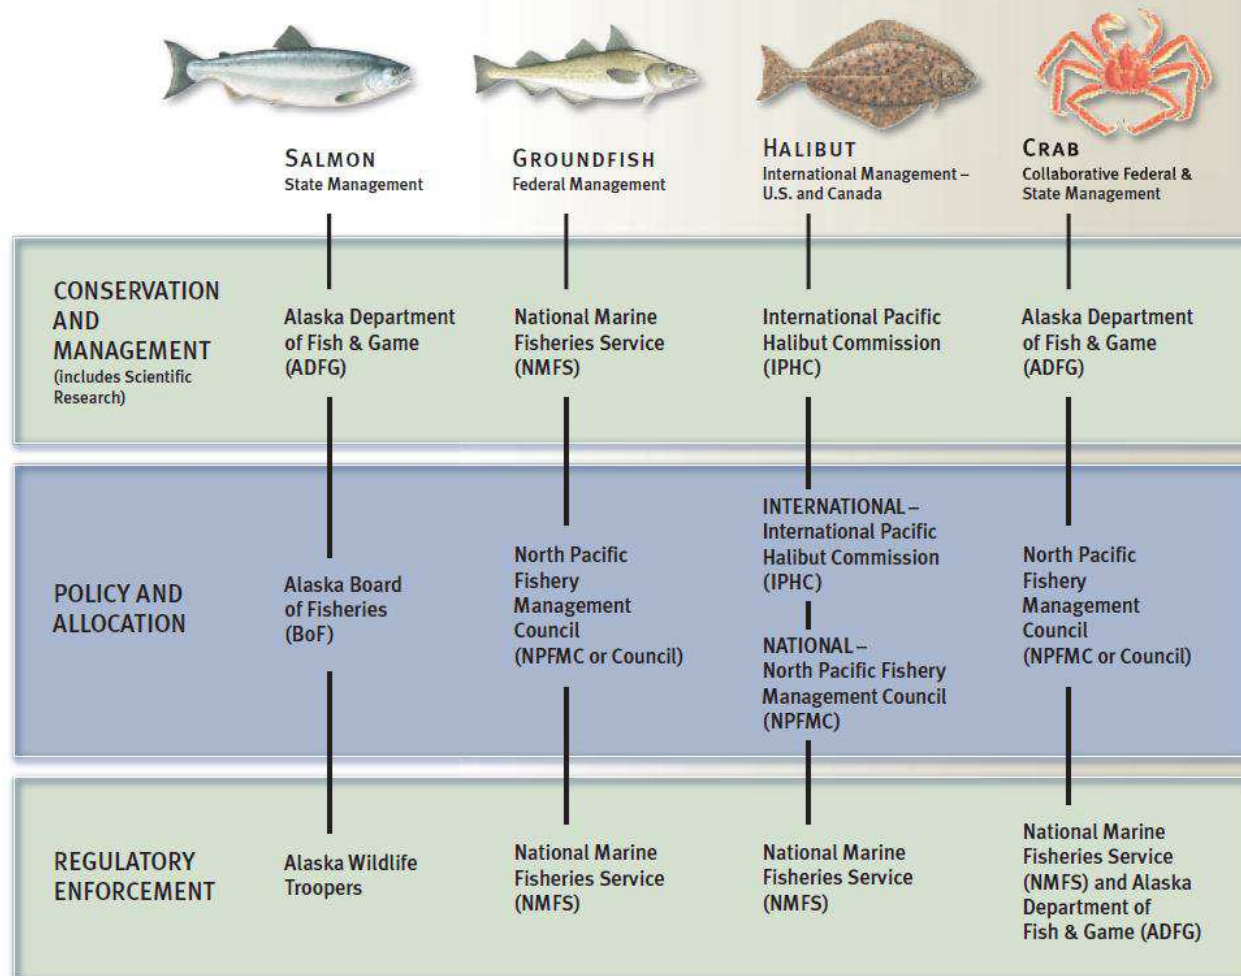 SALMON
State Management
GROUNDFISH
Federal Management
HALIBUT
International Management –
U.S. and Canada
CRAB
Collaborative Federal &
State Management
CONSERVATION
AND
MANAGEMENT
(includes Scientific
Research)
Alaska Department
of Fish & Game
(ADFG)
National Marine
Fisheries Service
(NMFS)
International Pacific
Halibut Commission
(IPHC)
Alaska Department
of Fish & Game
(ADFG)
POLICY AND
ALLOCATION
Alaska Board
of Fisheries
(BoF)
North Pacific
Fishery
Management
Council
(NPFMC or Council)
INTERNATIONAL –
International Pacific
Halibut Commission
(IPHC)
NATIONAL –
North Pacific Fishery
Management Council
(NPFMC)
North Pacific
Fishery
Management
Council
(NPFMC or Council)
REGULATORY
ENFORCEMENT
Alaska Wildlife
Troopers
National Marine
Fisheries Service
(NMFS)
National Marine
Fisheries Service
(NMFS)
National Marine
Fisheries Service
(NMFS) and Alaska
Department of
Fish & Game (ADFG)